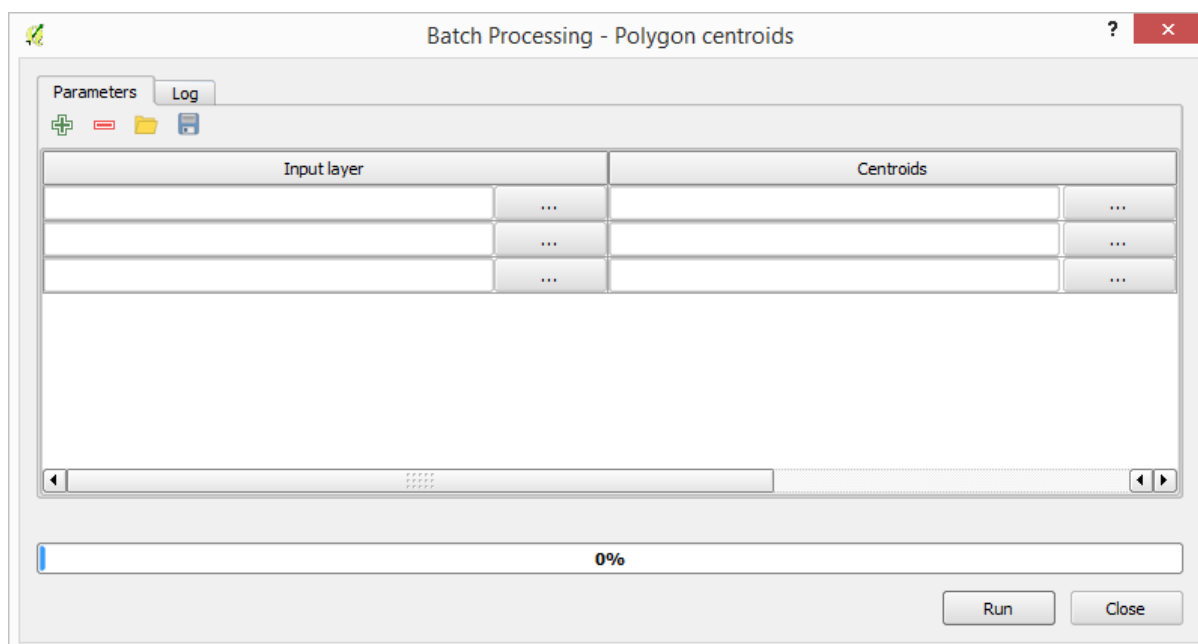 Batch Processing - Polygon centroids
?
Parameters Log
Input layer Centroids
... ...
... ...
... ...
0%
Run Close